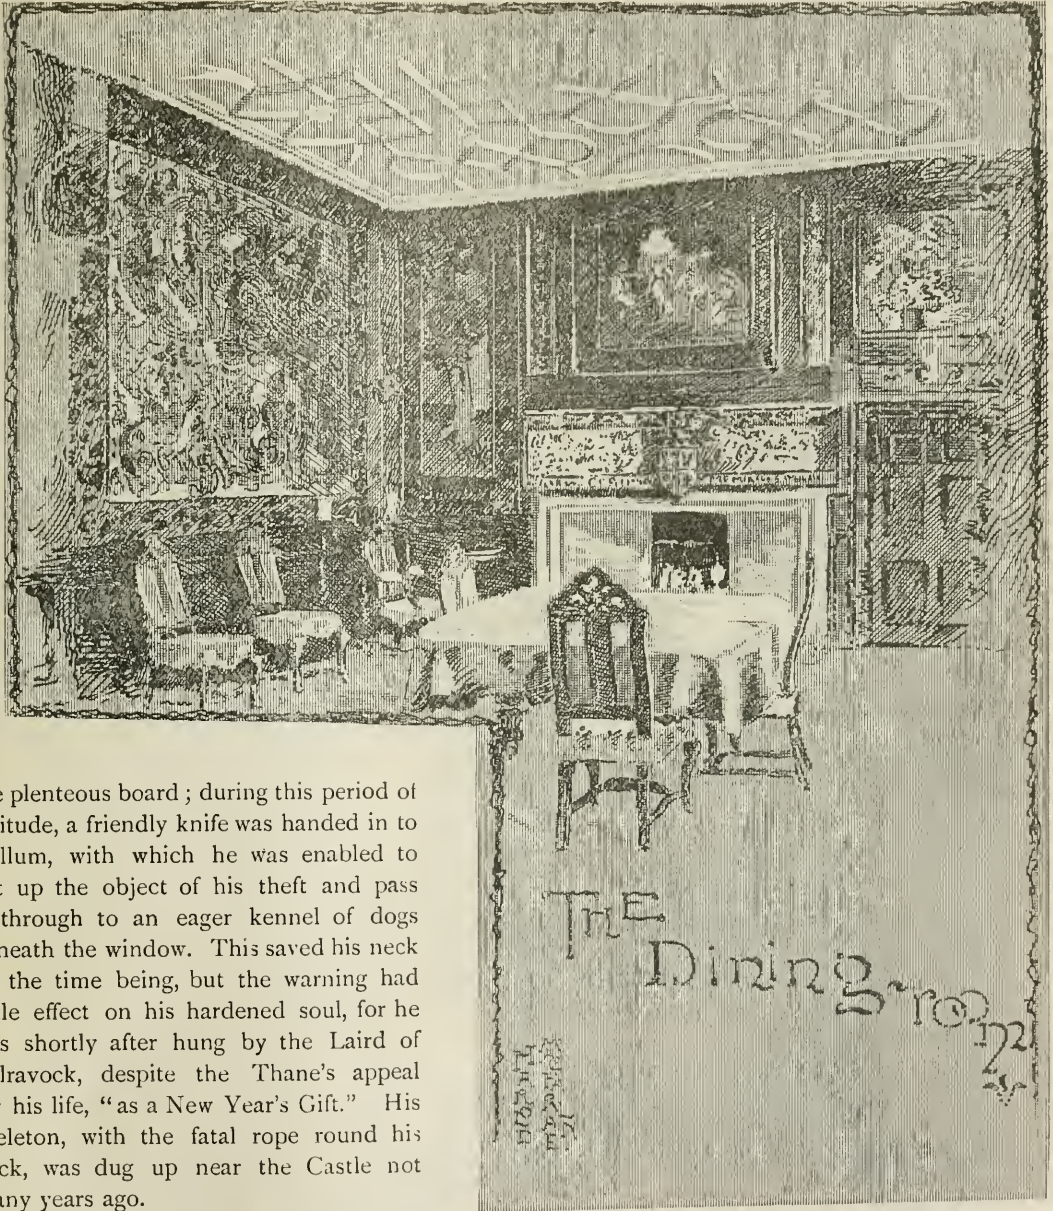 e plenteous board ; during this period of
itude, a friendly knife was handed in to
llum, with which he was enabled to
t up the object of his theft and pass
through to an eager kennel of dogs
neath the window. This saved his neck
the time being, but the warning had
le effect on his hardened soul, for he
s shortly after hung by the Laird of
lravock, despite the Thane's appeal
his life, "as a New Year's Gift." His
eleton, with the fatal rope round his
ck, was dug up near the Castle not
any years ago.
THE
Dining-room